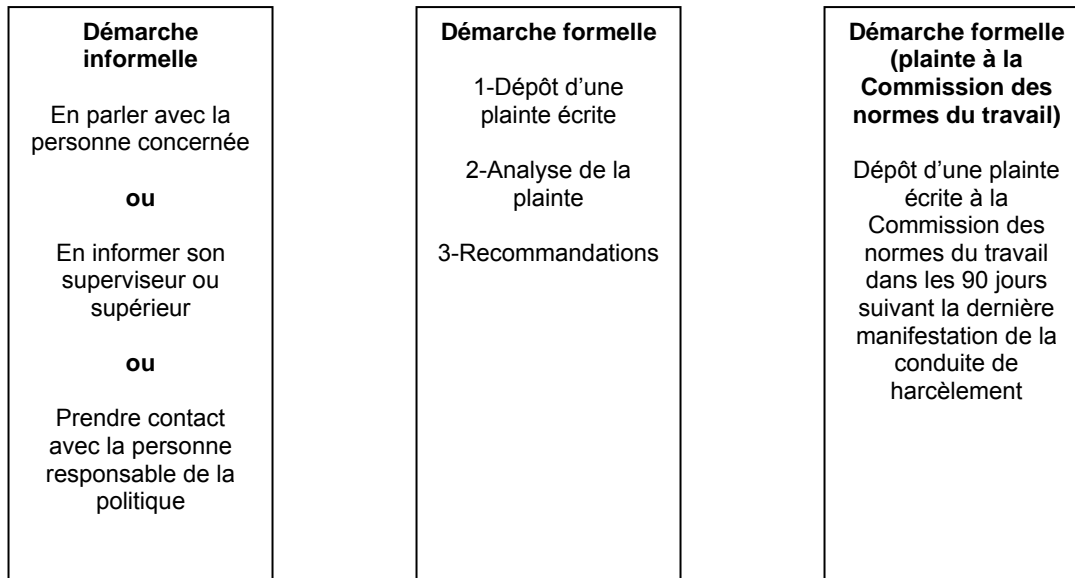 Démarche
informelle
En parler avec la
personne concernée
ou
En informer son
superviseur ou
supérieur
ou
Prendre contact
avec la personne
responsable de la
politique
Démarche formelle
1-Dépôt d’une
plainte écrite
2-Analyse de la
plainte
3-Recommandations
Démarche formelle
(plainte à la
Commission des
normes du travail)
Dépôt d’une plainte
écrite à la
Commission des
normes du travail
dans les 90 jours
suivant la dernière
manifestation de la
conduite de
harcèlement